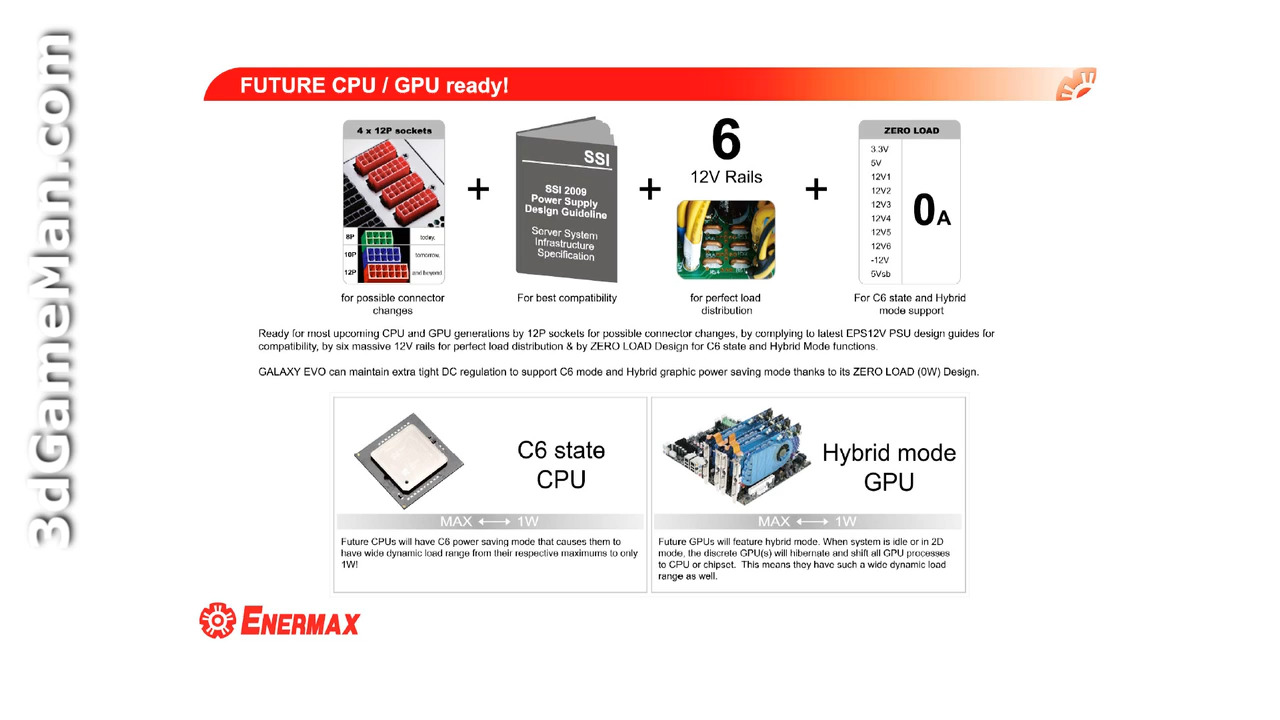 3dGameMan.com
FUTURE CPU / GPU ready!
4 x 12P sockets
8P today,
10P tomorrow,
12P and beyond
for possible connector
changes
+
SSI
SSI 2009
Power Supply
Design Guideline
Server System
Infrastructure
Specification
For best compatibility
+
6
12V Rails
for perfect load
distribution
+
ZERO LOAD
3.3V
5V
12V1
12V2
12V3
12V4
12V5
12V6
-12V
5Vsb
0A
For C6 state and Hybrid
mode support
Ready for most upcoming CPU and GPU generations by 12P sockets for possible connector changes, by complying to latest EPS12V PSU design guides for
compatibility, by six massive 12V rails for perfect load distribution & by ZERO LOAD Design for C6 state and Hybrid Mode functions.
GALAXY EVO can maintain extra tight DC regulation to support C6 mode and Hybrid graphic power saving mode thanks to its ZERO LOAD (0W) Design.
C6 state
CPU
MAX ⟷ 1W
Future CPUs will have C6 power saving mode that causes them to
have wide dynamic load range from their respective maximums to only
1W!
Hybrid mode
GPU
MAX ⟷ 1W
Future GPUs will feature hybrid mode. When system is idle or in 2D
mode, the discrete GPU(s) will hibernate and shift all GPU processes
to CPU or chipset. This means they have such a wide dynamic load
range as well.
ENERMAX